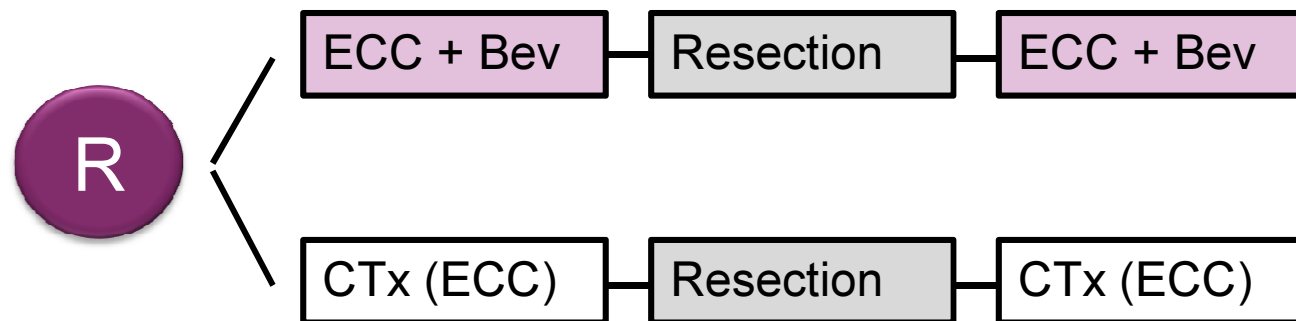 ECC + Bev
Resection
ECC + Bev
R
CTx (ECC)
Resection
CTx (ECC)